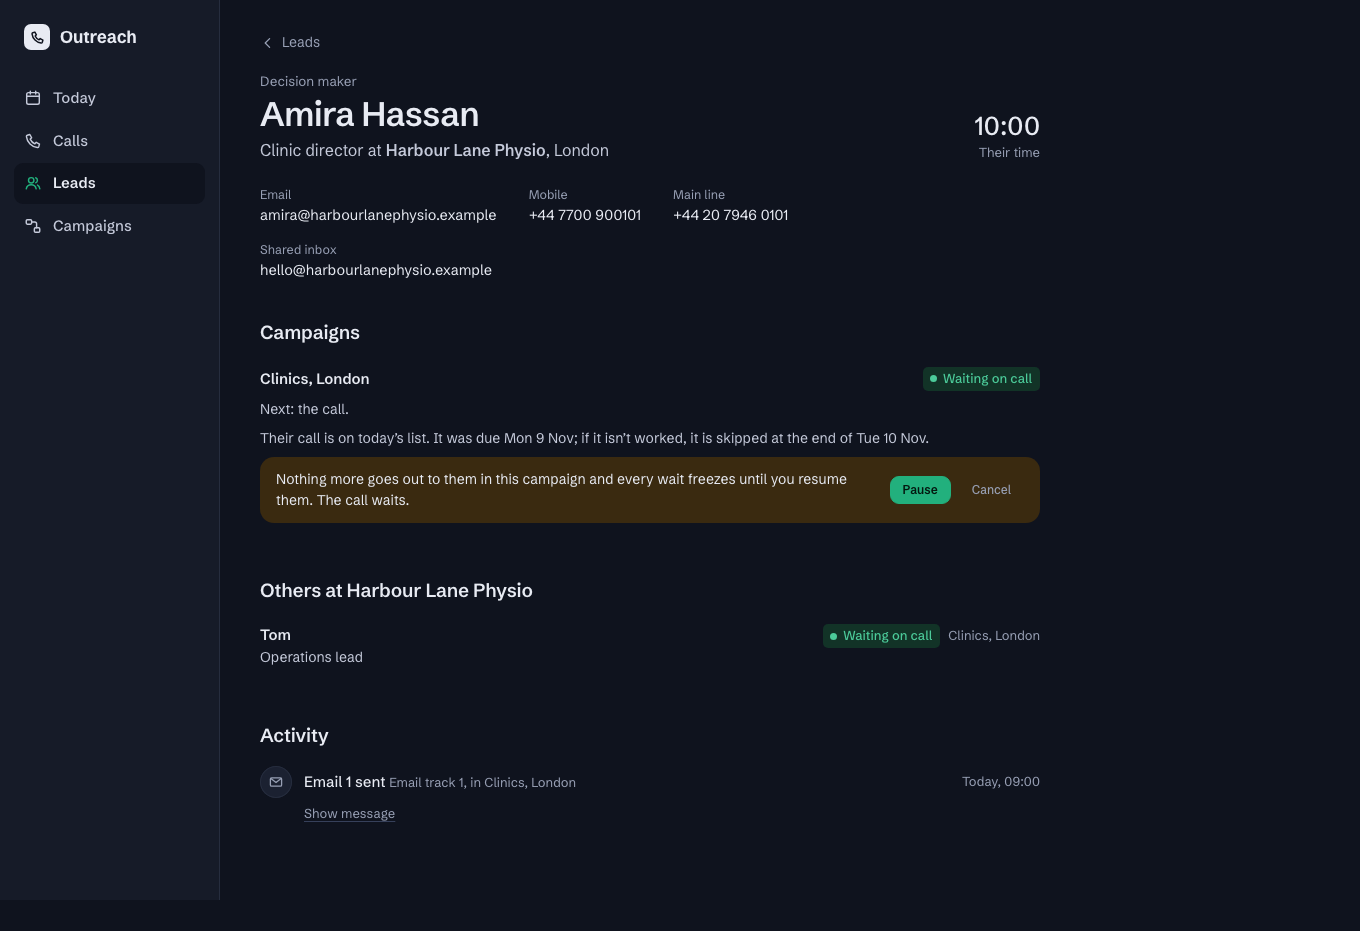 Outreach
Today
Calls
Leads
Campaigns
Leads
Decision maker
Amira Hassan
Clinic director at Harbour Lane Physio, London
10:00
Their time
Email
amira@harbourlanephysio.example
Mobile
+44 7700 900101
Main line
+44 20 7946 0101
Shared inbox
hello@harbourlanephysio.example
Campaigns
Clinics, London
Waiting on call
Next: the call.
Their call is on today’s list. It was due Mon 9 Nov; if it isn’t worked, it is skipped at the end of Tue 10 Nov.
Nothing more goes out to them in this campaign and every wait freezes until you resume
them. The call waits.
Pause
Cancel
Others at Harbour Lane Physio
Tom
Operations lead
Waiting on call
Clinics, London
Activity
Email 1 sent Email track 1, in Clinics, London
Today, 09:00
Show message